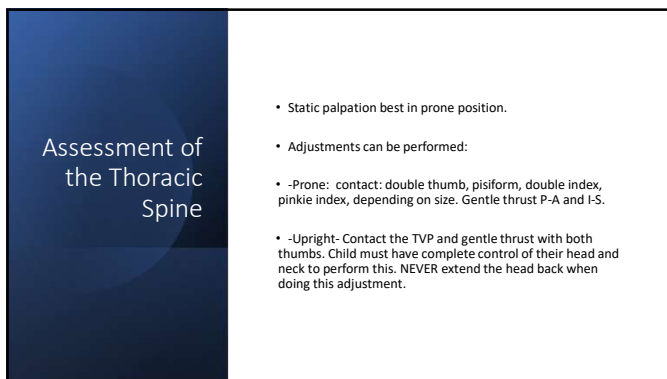 Assessment of
the Thoracic
Spine
• Static palpation best in prone position.
• Adjustments can be performed:
• -Prone: contact: double thumb, pisiform, double index,
pinkie index, depending on size. Gentle thrust P-A and I-S.
• -Upright- Contact the TVP and gentle thrust with both
thumbs. Child must have complete control of their head and
neck to perform this. NEVER extend the head back when
doing this adjustment.